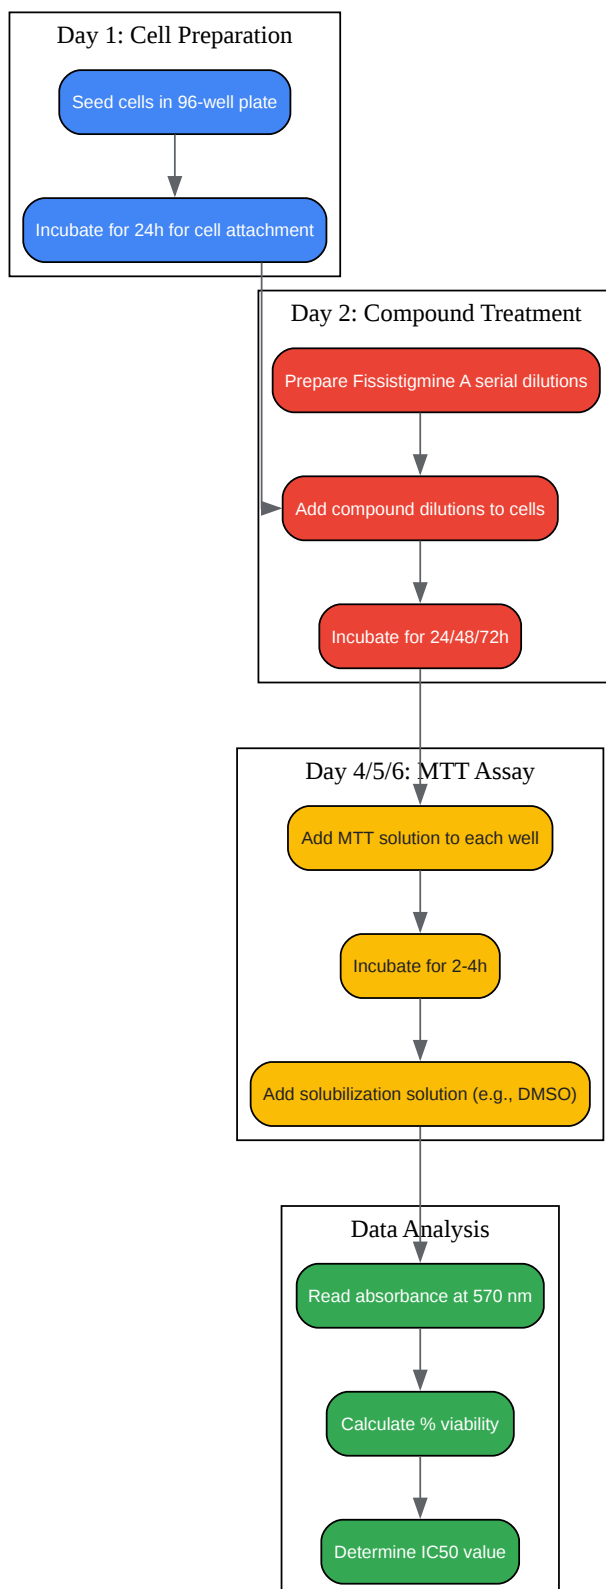 Day 1: Cell Preparation
Seed cells in 96-well plate
Incubate for 24h for cell attachment
Day 2: Compound Treatment
Prepare Fissistigmine A serial dilutions
Add compound dilutions to cells
Incubate for 24/48/72h
Day 4/5/6: MTT Assay
Add MTT solution to each well
Incubate for 2-4h
Add solubilization solution (e.g., DMSO)
Data Analysis
Read absorbance at 570 nm
Calculate % viability
Determine IC50 value